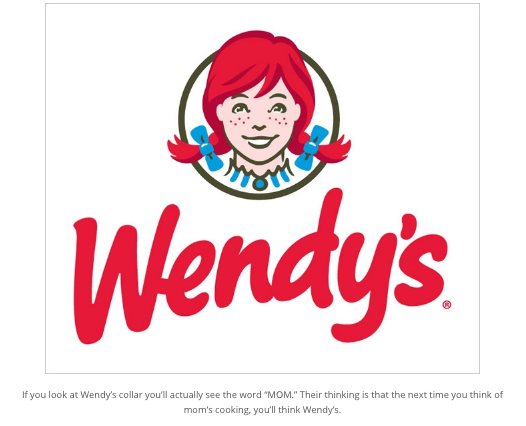 Wendy's®
If you look at Wendy's collar you'll actually see the word “MOM.” Their thinking is that the next time you think of
mom's cooking, you'll think Wendy's.